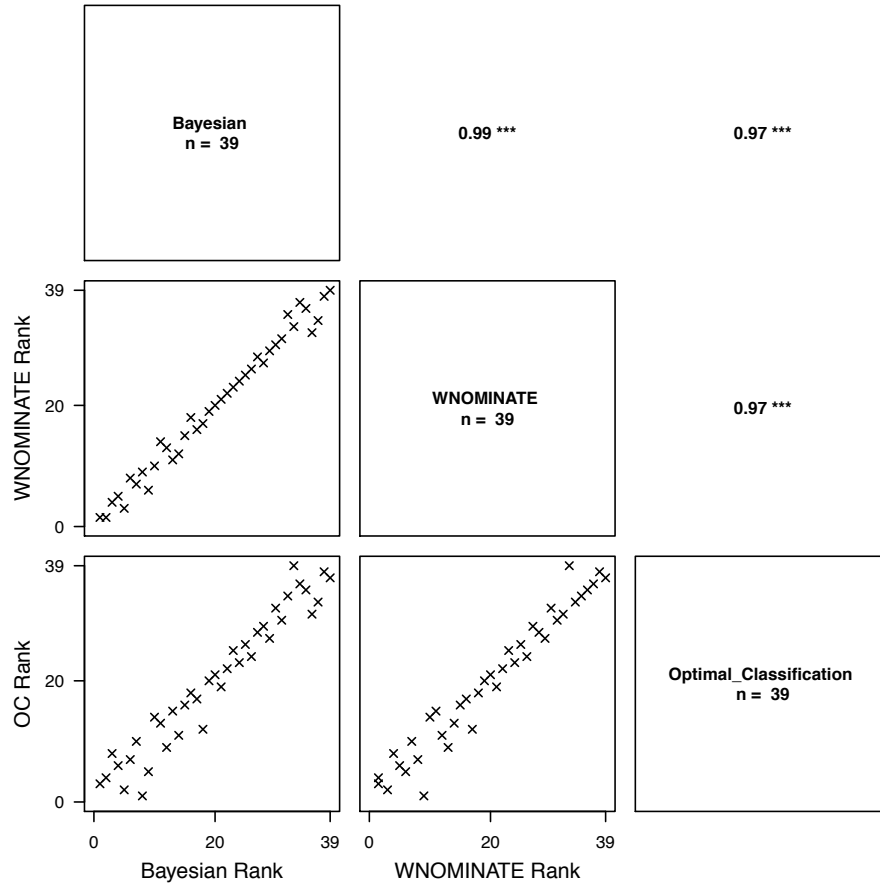 Bayesian
n = 39
0.99 ***
0.97 ***
WNOMINATE Rank
39
20
0
WNOMINATE
n = 39
0.97 ***
OC Rank
39
20
0
Optimal_Classification
n = 39
0
20
39
0
20
39
Bayesian Rank
WNOMINATE Rank